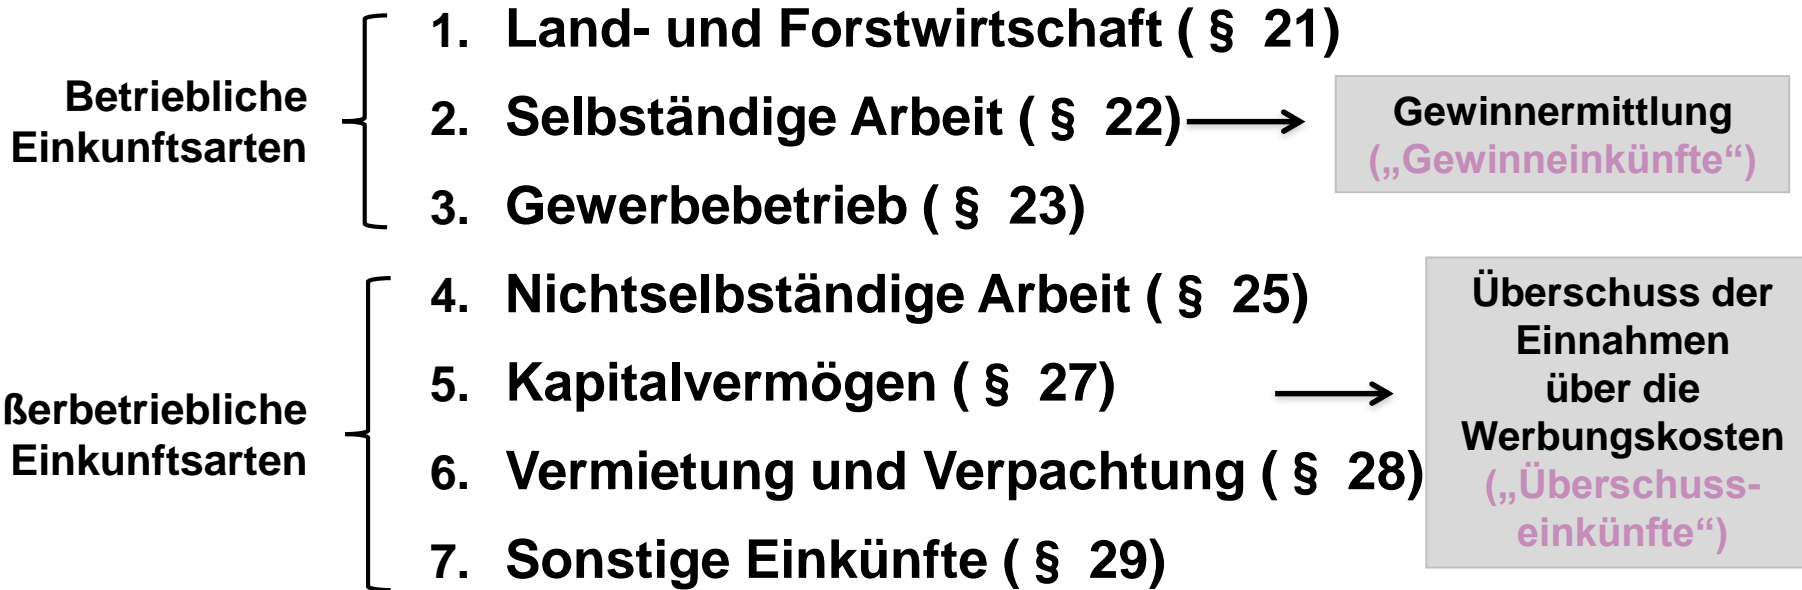 1. Land- und Forstwirtschaft ( § 21)
Betriebliche
Einkunftsarten
2. Selbständige Arbeit ( § 22)
Gewinnermittlung
(„Gewinneinkünfte“)
3. Gewerbebetrieb ( § 23)
4. Nichtselbständige Arbeit ( § 25)
ßerbetriebliche
Einkunftsarten
5. Kapitalvermögen ( § 27)
6. Vermietung und Verpachtung ( § 28)
7. Sonstige Einkünfte ( § 29)
Überschuss der
Einnahmen
über die
Werbungskosten
(„Überschuss-
einkünfte“)